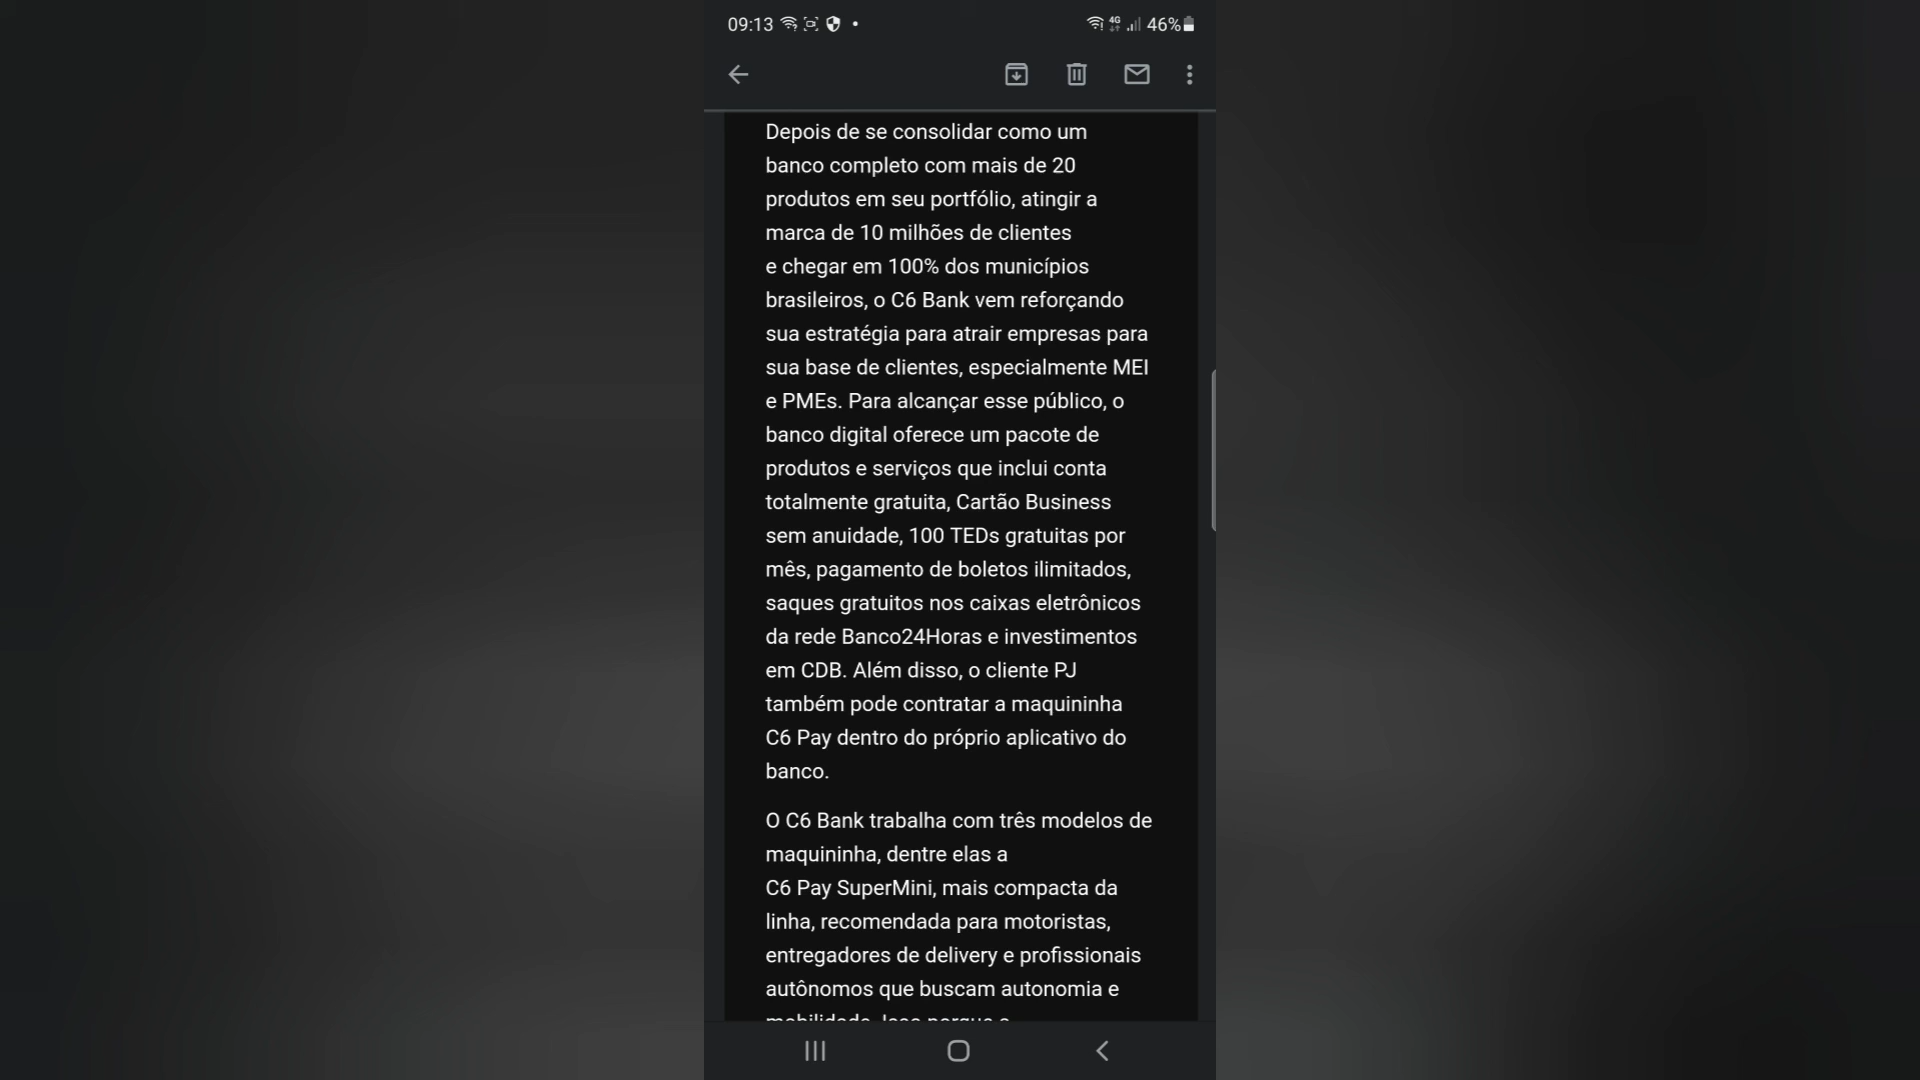 09:13
4G
46%
Depois de se consolidar como um
banco completo com mais de 20
produtos em seu portfólio, atingir a
marca de 10 milhões de clientes
e chegar em 100% dos municípios
brasileiros, o C6 Bank vem reforçando
sua estratégia para atrair empresas para
sua base de clientes, especialmente MEI
e PMEs. Para alcançar esse público, o
banco digital oferece um pacote de
produtos e serviços que inclui conta
totalmente gratuita, Cartão Business
sem anuidade, 100 TEDs gratuitas por
mês, pagamento de boletos ilimitados,
saques gratuitos nos caixas eletrônicos
da rede Banco24Horas e investimentos
em CDB. Além disso, o cliente PJ
também pode contratar a maquininha
C6 Pay dentro do próprio aplicativo do
banco.
O C6 Bank trabalha com três modelos de
maquininha, dentre elas a
C6 Pay SuperMini, mais compacta da
linha, recomendada para motoristas,
entregadores de delivery e profissionais
autônomos que buscam autonomia e
mobilidade. Isso porque a